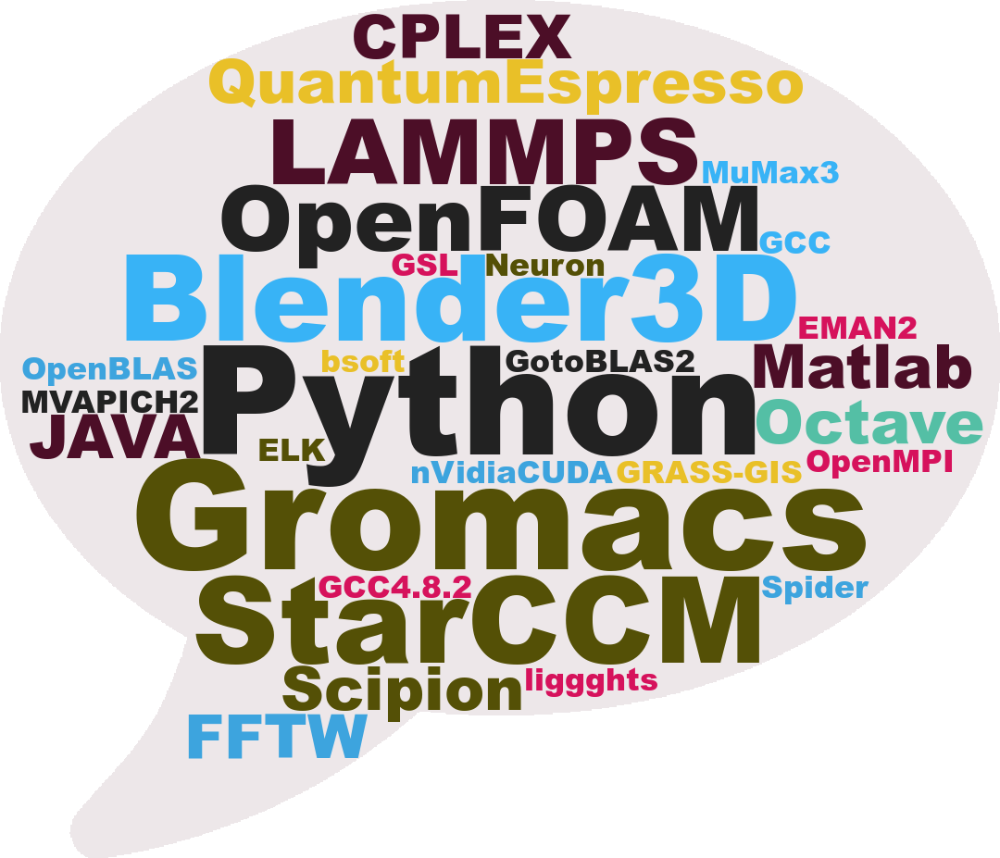 CPLEX
QuantumEspresso
LAMMPS
MuMax3
OpenFOAM
GCC
GSL
Neuron
Blender3D
EMAN2
OpenBLAS
bsoft
GotoBLAS2
Matlab
MVAPICH2
Python
Octave
JAVA
ELK
nVidiaCUDA
GRASS-GIS
OpenMPI
Gromacs
GCC4.8.2
Spider
StarCCM
Scipion
liggghts
FFTW